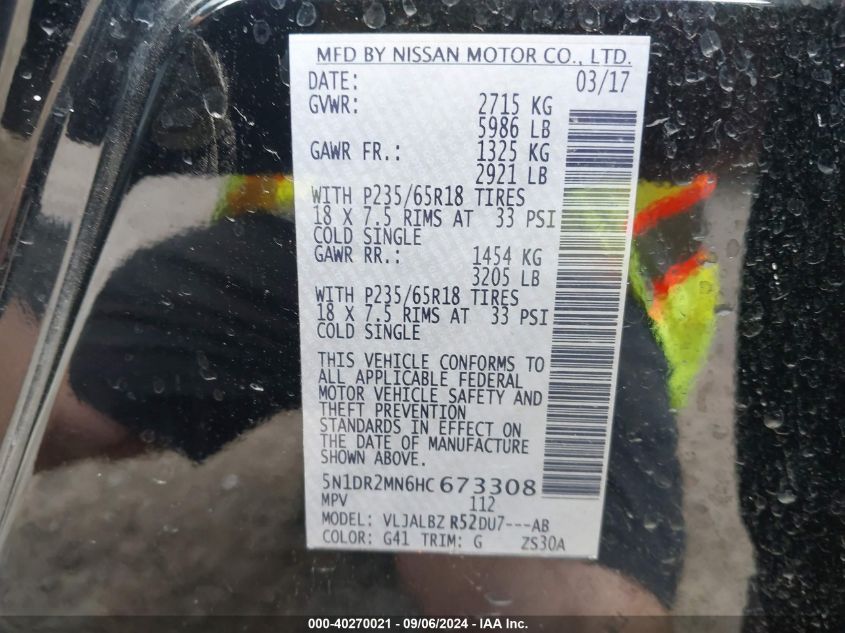 MFD BY NISSAN MOTOR CO., LTD.
DATE: 03/17
GVWR: 2715 KG
5986 LB
GAWR FR.: 1325 KG
2921 LB
WITH P235/65R18 TIRES
18 X 7.5 RIMS AT 33 PSI
COLD SINGLE
GAWR RR.: 1454 KG
3205 LB
WITH P235/65R18 TIRES
18 X 7.5 RIMS AT 33 PSI
COLD SINGLE
THIS VEHICLE CONFORMS TO
ALL APPLICABLE FEDERAL
MOTOR VEHICLE SAFETY AND
THEFT PREVENTION
STANDARDS IN EFFECT ON
THE DATE OF MANUFACTURE
SHOWN ABOVE.
5N1DR2MN6HC 673308
MPV 112
MODEL: VLJALBZ R52DU7---AB
COLOR: G41 TRIM: G ZS30A
000-40270021 - 09/06/2024 - IAA Inc.